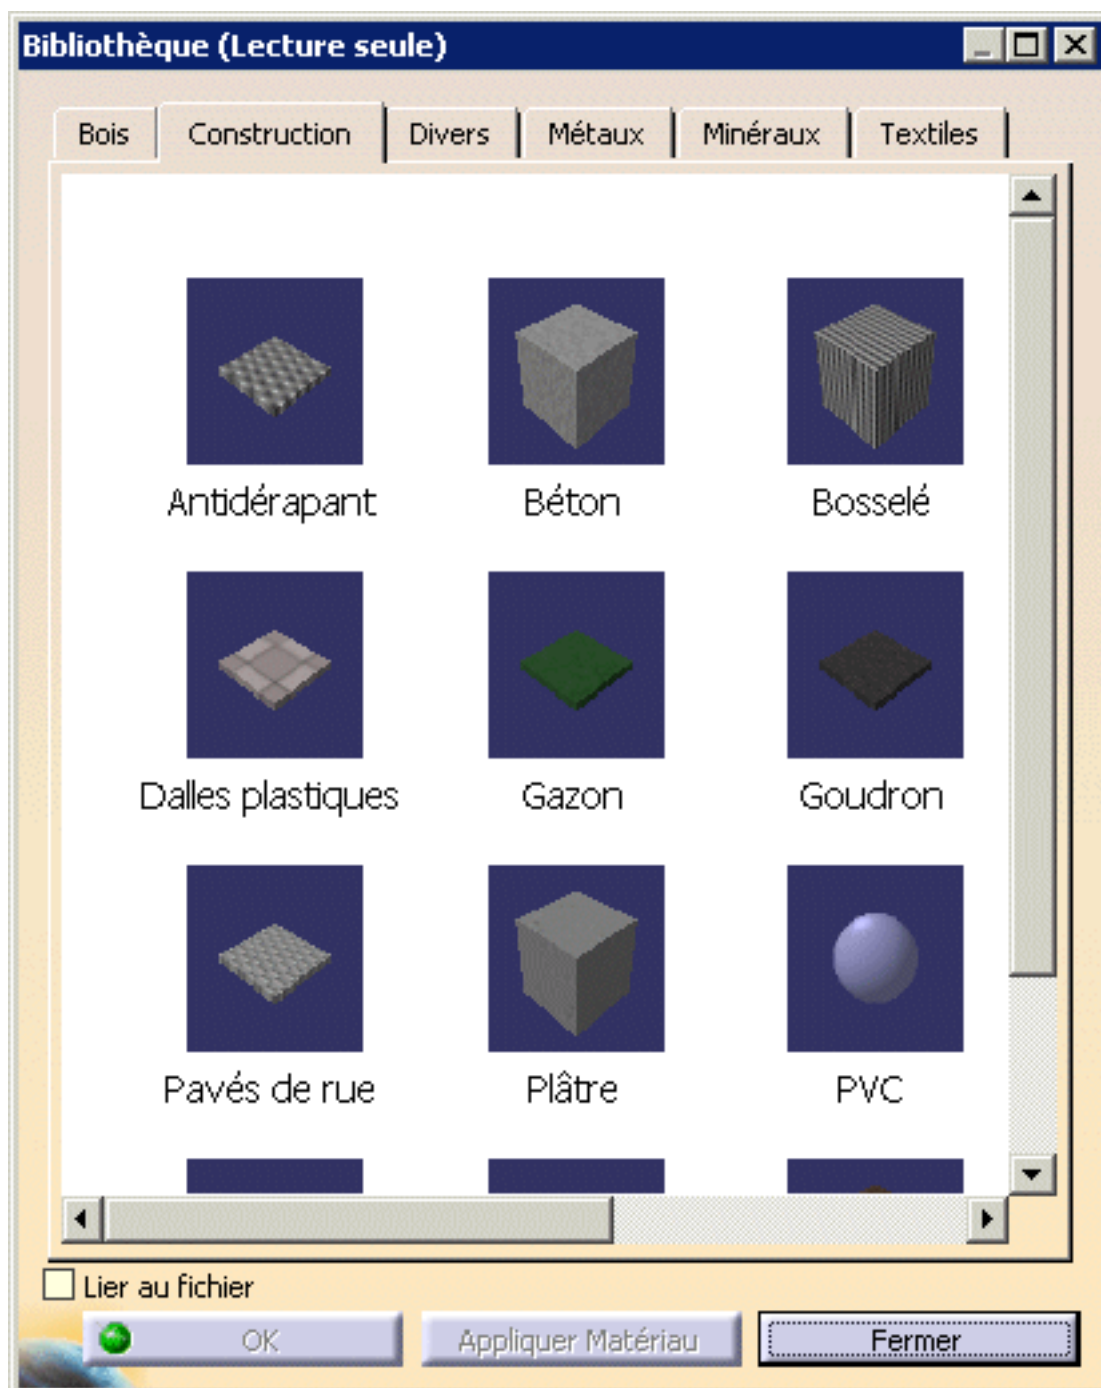 Bibliothèque (Lecture seule)
Bois Construction Divers Métaux Minéraux Textiles
Antidérapant Béton Bosselé
Dalles plastiques Gazon Goudron
Pavés de rue Plâtre PVC
Lier au fichier
OK Appliquer Matériau Fermer